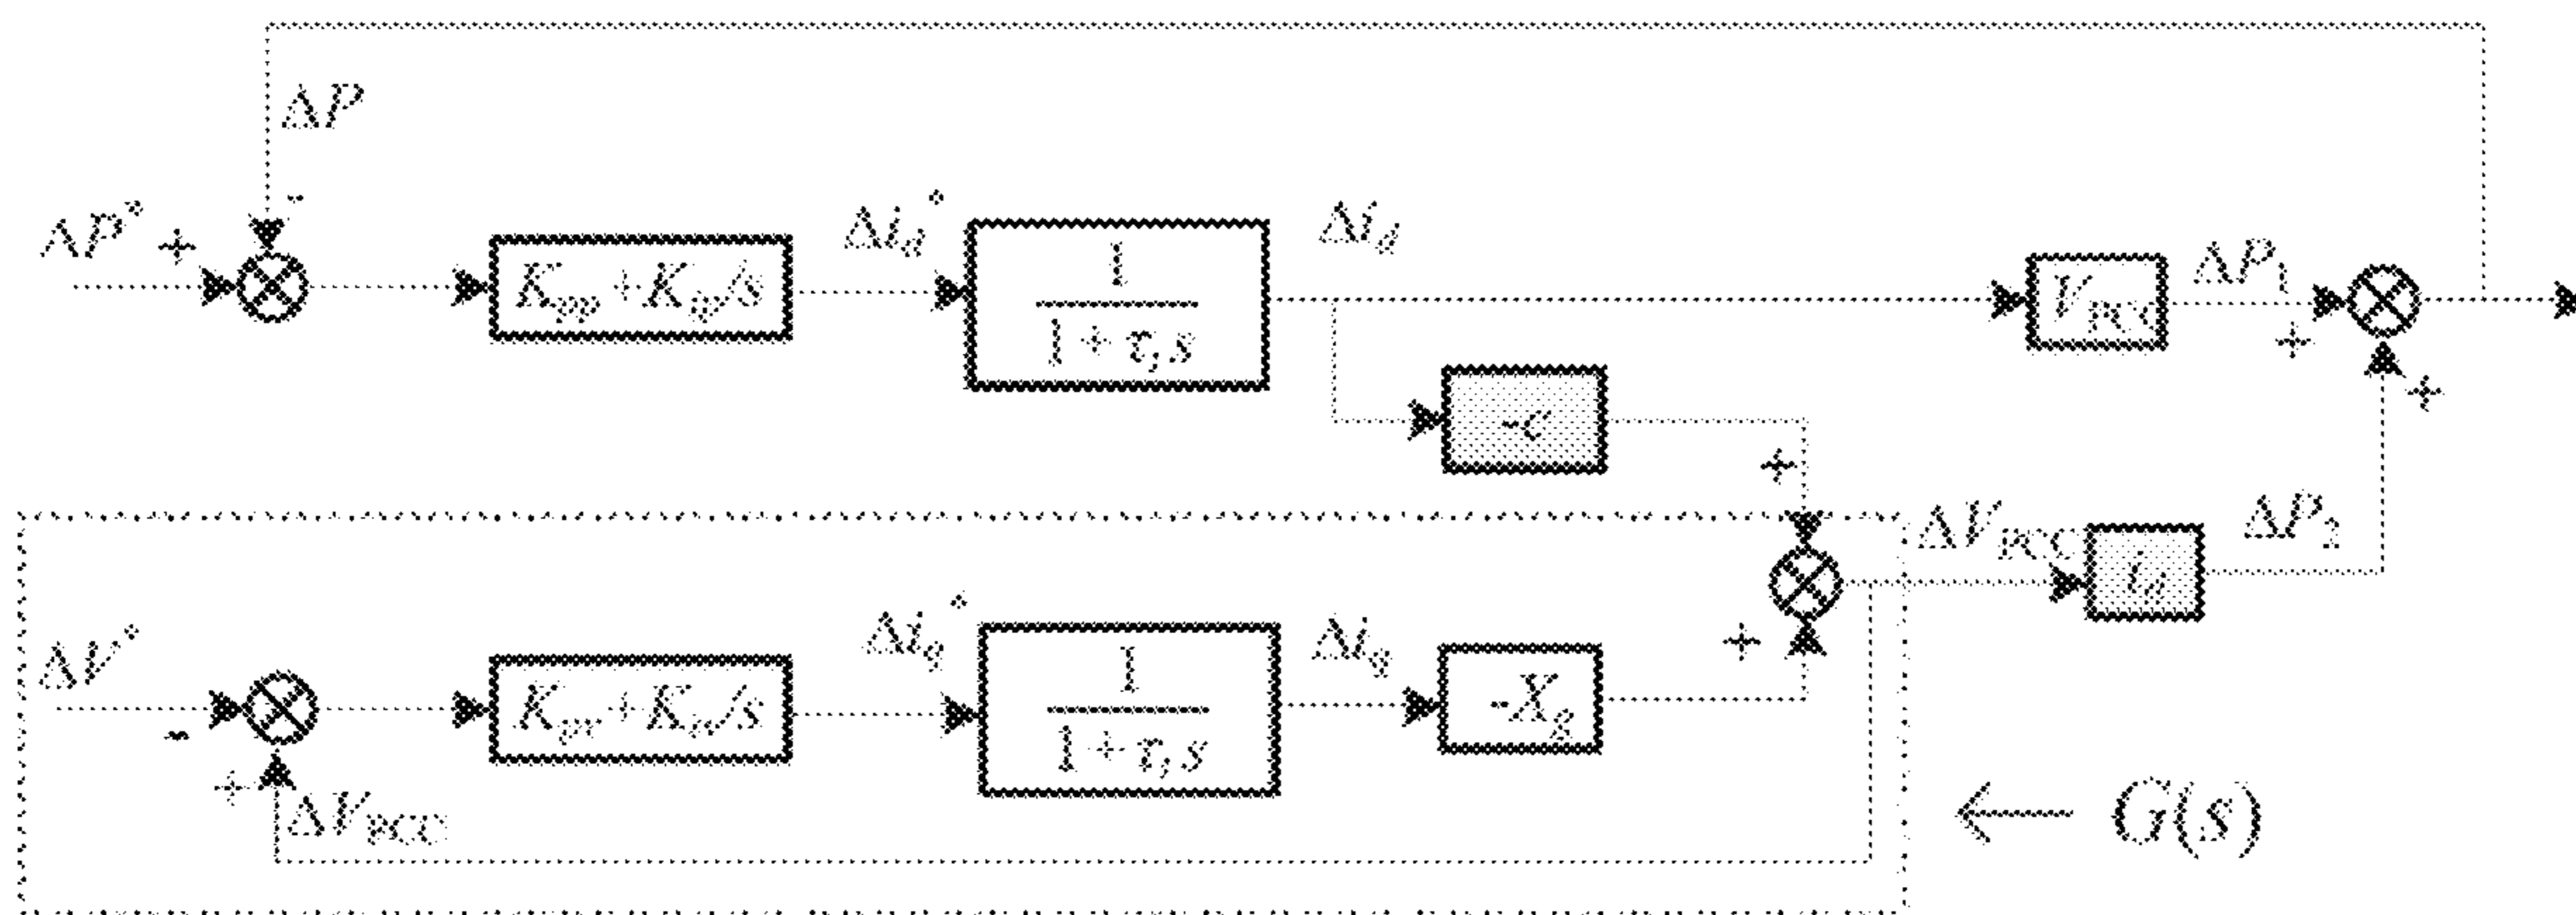 ΔP
ΔP* +
-
K_pp+K_ip/s
Δi_d*
1
1+τ_i s
Δi_d
V_PCC
ΔP_1
+
+
-c
+
ΔV_PCC
i_d
ΔP_2
ΔV*
-
+
ΔV_PCC
K_pv+K_iv/s
Δi_q*
1
1+τ_i s
Δi_q
-X_g
+
← G(s)